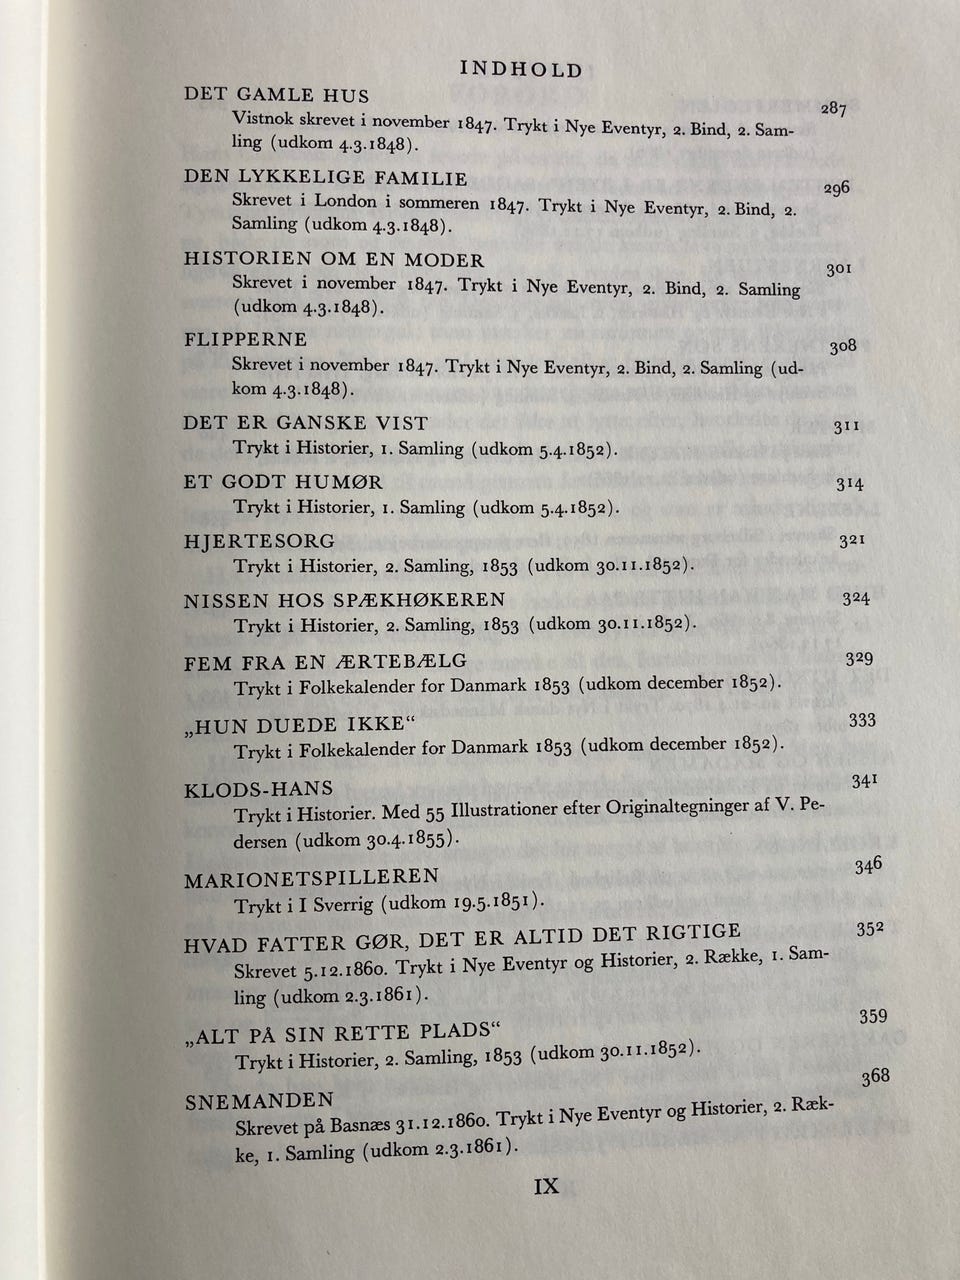 INDHOLD
DET GAMLE HUS 287
Vistnok skrevet i november 1847. Trykt i Nye Eventyr, 2. Bind, 2. Sam-
ling (udkom 4.3.1848).
DEN LYKKELIGE FAMILIE 296
Skrevet i London i sommeren 1847. Trykt i Nye Eventyr, 2. Bind, 2.
Samling (udkom 4.3.1848).
HISTORIEN OM EN MODER 301
Skrevet i november 1847. Trykt i Nye Eventyr, 2. Bind, 2. Samling
(udkom 4.3.1848).
FLIPPERNE 308
Skrevet i november 1847. Trykt i Nye Eventyr, 2. Bind, 2. Samling (ud-
kom 4.3.1848).
DET ER GANSKE VIST 311
Trykt i Historier, 1. Samling (udkom 5.4.1852).
ET GODT HUMØR 314
Trykt i Historier, 1. Samling (udkom 5.4.1852).
HJERTESORG 321
Trykt i Historier, 2. Samling, 1853 (udkom 30.11.1852).
NISSEN HOS SPÆKHØKEREN 324
Trykt i Historier, 2. Samling, 1853 (udkom 30.11.1852).
FEM FRA EN ÆRTEBÆLG 329
Trykt i Folkekalender for Danmark 1853 (udkom december 1852).
„HUN DUEDE IKKE“ 333
Trykt i Folkekalender for Danmark 1853 (udkom december 1852).
KLODS-HANS 341
Trykt i Historier. Med 55 Illustrationer efter Originaltegninger af V. Pe-
dersen (udkom 30.4.1855).
MARIONETSPILLEREN 346
Trykt i I Sverrig (udkom 19.5.1851).
HVAD FATTER GØR, DET ER ALTID DET RIGTIGE 352
Skrevet 5.12.1860. Trykt i Nye Eventyr og Historier, 2. Række, 1. Sam-
ling (udkom 2.3.1861).
„ALT PÅ SIN RETTE PLADS“ 359
Trykt i Historier, 2. Samling, 1853 (udkom 30.11.1852).
SNEMANDEN 368
Skrevet på Basnæs 31.12.1860. Trykt i Nye Eventyr og Historier, 2. Ræk-
ke, 1. Samling (udkom 2.3.1861).
IX